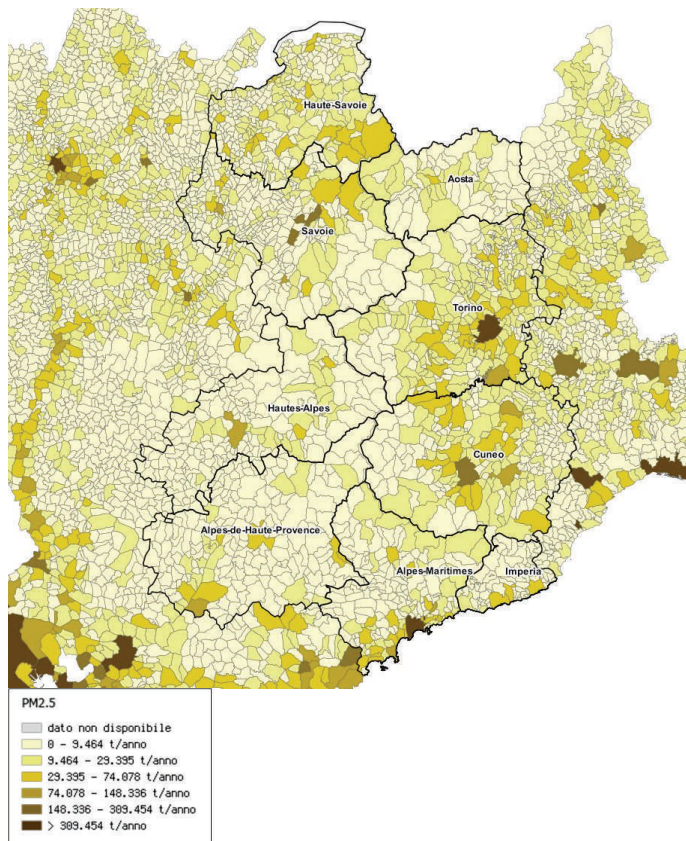 Haute-Savoie
Aosta
Savoie
Torino
Hautes-Alpes
Cuneo
Alpes-de-Haute-Provence
Alpes-Maritimes
Imperia
PM2.5
dato non disponibile
0 - 9.464 t/anno
9.464 - 29.395 t/anno
29.395 - 74.078 t/anno
74.078 - 148.336 t/anno
148.336 - 309.454 t/anno
> 309.454 t/anno